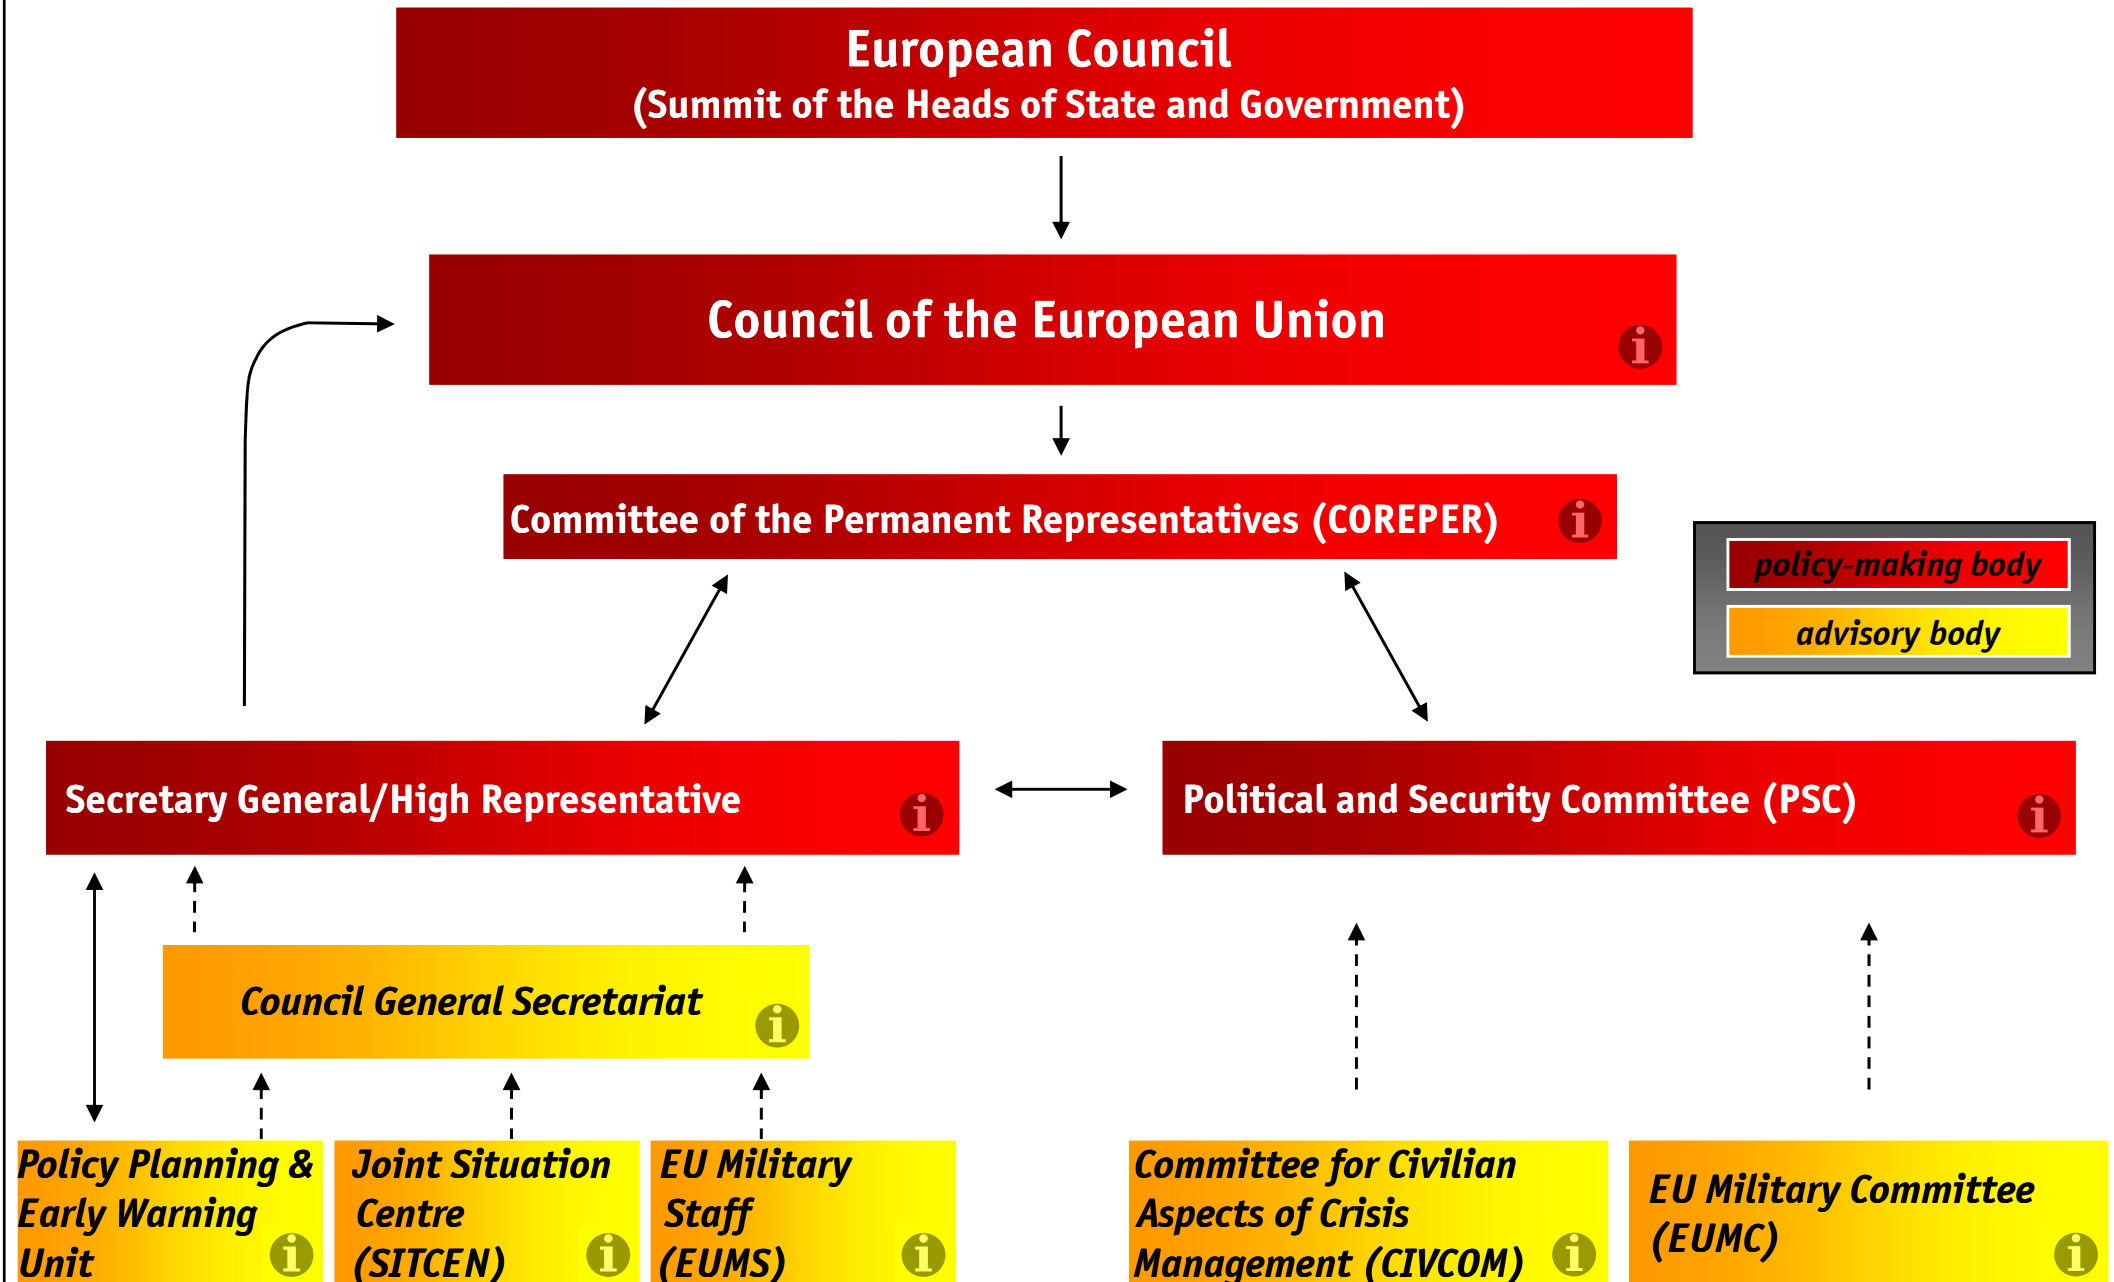 European Council
(Summit of the Heads of State and Government)
Council of the European Union
i
Committee of the Permanent Representatives (COREPER)
i
policy-making body
advisory body
Secretary General/High Representative
i
Political and Security Committee (PSC)
i
Council General Secretariat
i
Policy Planning &
Early Warning
Unit
i
Joint Situation
Centre
(SITCEN)
i
EU Military
Staff
(EUMS)
i
Committee for Civilian
Aspects of Crisis
Management (CIVCOM)
i
EU Military Committee
(EUMC)
i